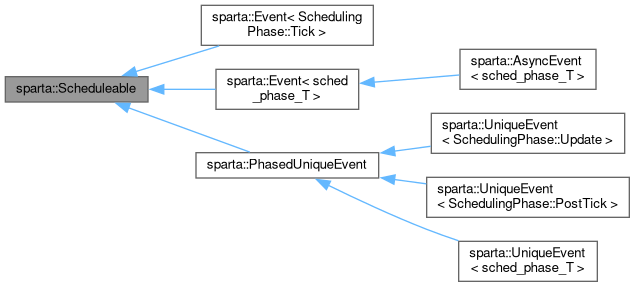 sparta::Scheduleable
sparta::Event< Scheduling
Phase::Tick >
sparta::Event< sched
_phase_T >
sparta::AsyncEvent
< sched_phase_T >
sparta::PhasedUniqueEvent
sparta::UniqueEvent
< SchedulingPhase::Update >
sparta::UniqueEvent
< SchedulingPhase::PostTick >
sparta::UniqueEvent
< sched_phase_T >